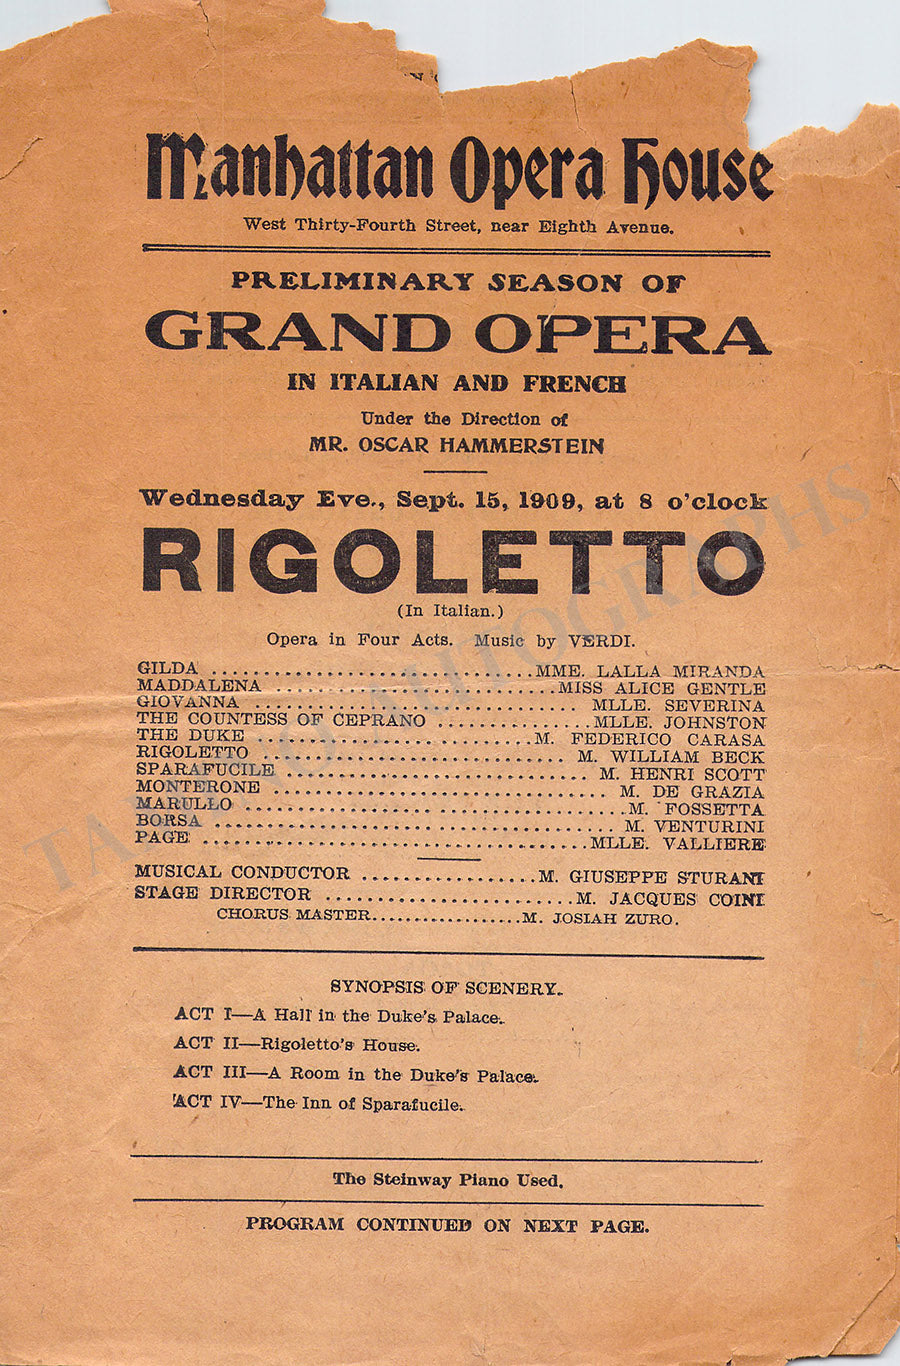 Manhattan Opera House
West Thirty-Fourth Street, near Eighth Avenue.
PRELIMINARY SEASON OF
GRAND OPERA
IN ITALIAN AND FRENCH
Under the Direction of
MR. OSCAR HAMMERSTEIN
Wednesday Eve., Sept. 15, 1909, at 8 o'clock
RIGOLETTO
(In Italian.)
Opera in Four Acts. Music by VERDI.
GILDA ................................ MME. LALLA MIRANDA
MADDALENA ............................ MISS ALICE GENTLE
GIOVANNA ................................ MLLE. SEVERINA
THE COUNTESS OF CEPRANO ............... MLLE. JOHNSTON
THE DUKE ........................... M. FEDERICO CARASA
RIGOLETTO .............................. M. WILLIAM BECK
SPARAFUCILE .............................. M. HENRI SCOTT
MONTERONE ................................ M. DE GRAZIA
MARULLO ................................... M. FOSSETTA
BORSA ..................................... M. VENTURINI
PAGE ...................................... MLLE. VALLIERE
MUSICAL CONDUCTOR ................. M. GIUSEPPE STURANI
STAGE DIRECTOR ....................... M. JACQUES COINI
CHORUS MASTER.................. M. JOSIAH ZURO.
SYNOPSIS OF SCENERY.
ACT I—A Hall in the Duke's Palace.
ACT II—Rigoletto's House.
ACT III—A Room in the Duke's Palace.
ACT IV—The Inn of Sparafucile.
The Steinway Piano Used.
PROGRAM CONTINUED ON NEXT PAGE.
TAMINO AUTOGRAPHS